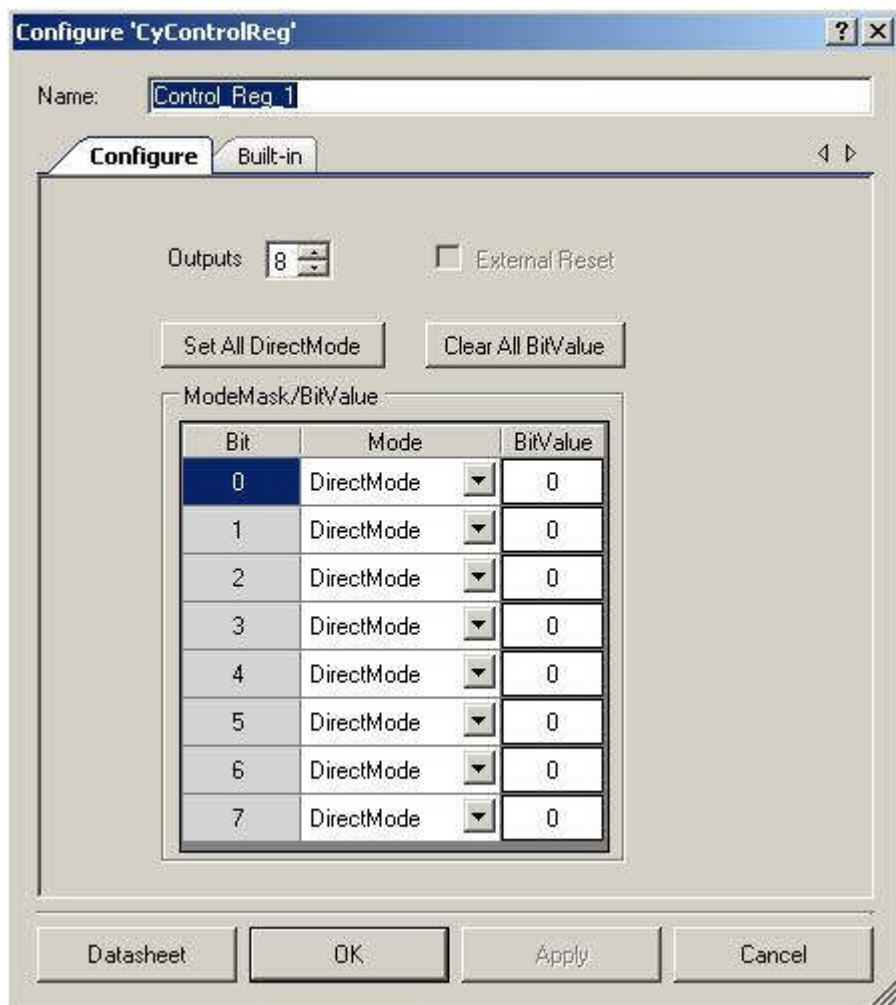 Configure 'CyControlReg'
Name: Control_Reg_1
Configure Built-in
Outputs 8 External Reset
Set All DirectMode Clear All BitValue
ModeMask/BitValue
Bit Mode BitValue
0 DirectMode 0
1 DirectMode 0
2 DirectMode 0
3 DirectMode 0
4 DirectMode 0
5 DirectMode 0
6 DirectMode 0
7 DirectMode 0
Datasheet OK Apply Cancel